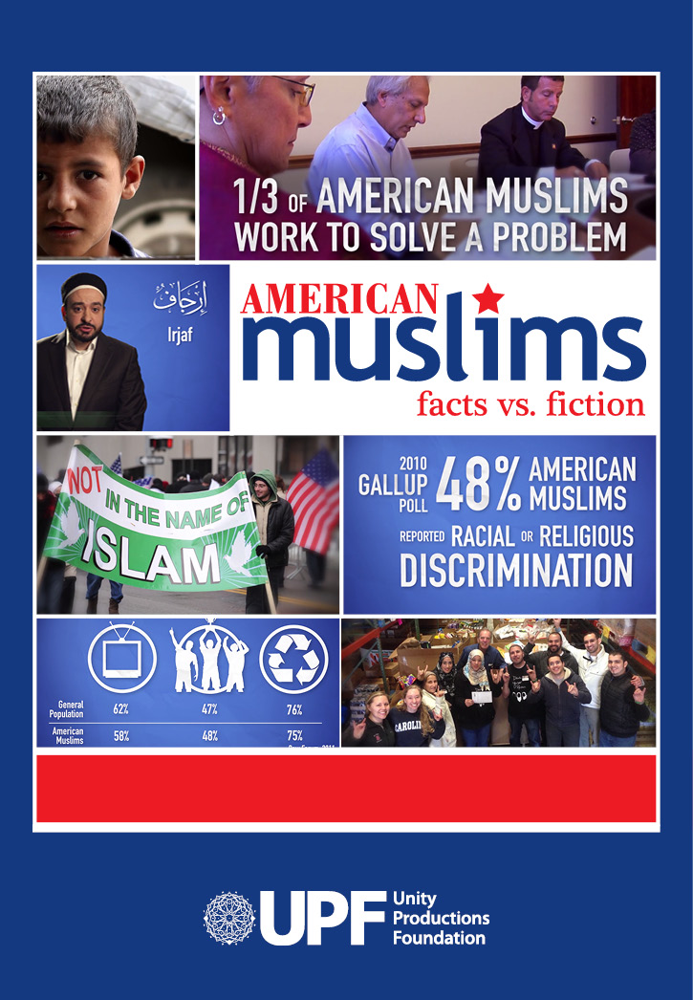 1/3 OF AMERICAN MUSLIMS
WORK TO SOLVE A PROBLEM
إرجاف
Irjaf
AMERICAN
muslims
facts vs. fiction
NOT IN THE NAME OF
ISLAM
2010
GALLUP
POLL
48% AMERICAN
MUSLIMS
REPORTED RACIAL OR RELIGIOUS
DISCRIMINATION
General
Population 62% 47% 76%
American
Muslims 58% 48% 75%
CAROLIN
UPF Unity
Productions
Foundation